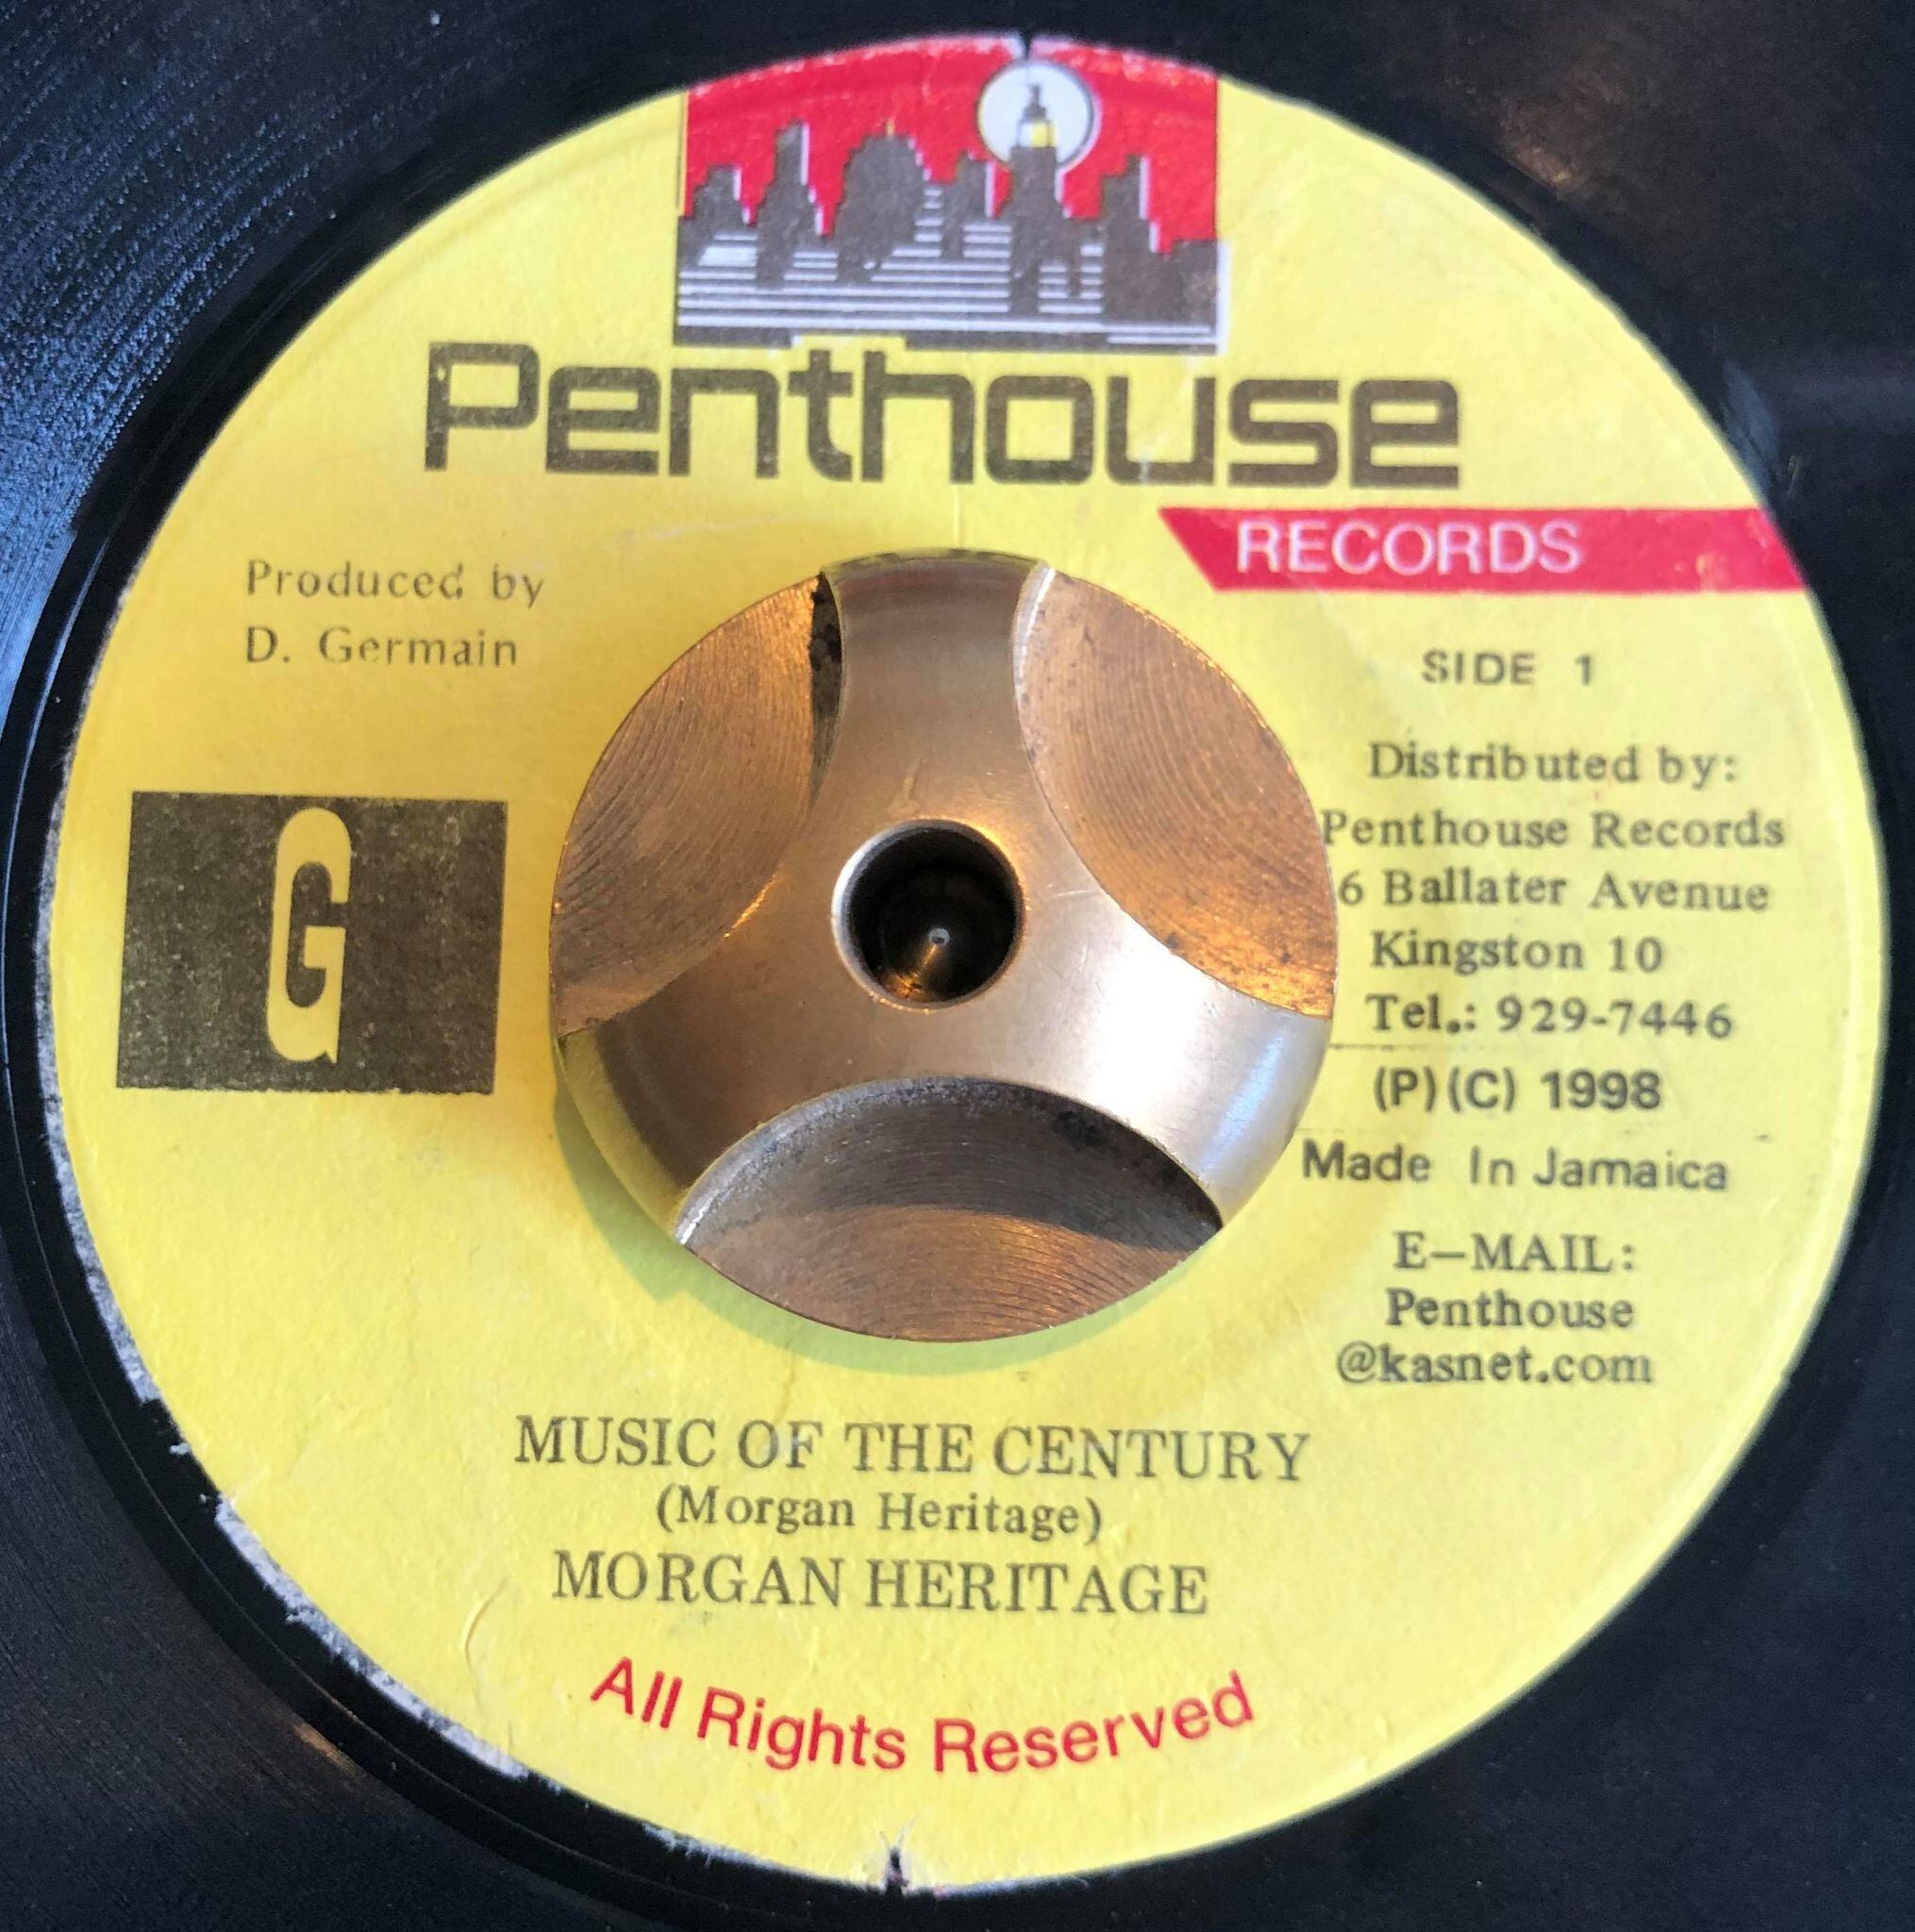 Penthouse
RECORDS
Produced by
D. Germain
G
SIDE 1
Distributed by:
Penthouse Records
6 Ballater Avenue
Kingston 10
Tel.: 929-7446
(P)(C) 1998
Made In Jamaica
E-MAIL:
Penthouse
@kasnet.com
MUSIC OF THE CENTURY
(Morgan Heritage)
MORGAN HERITAGE
All Rights Reserved